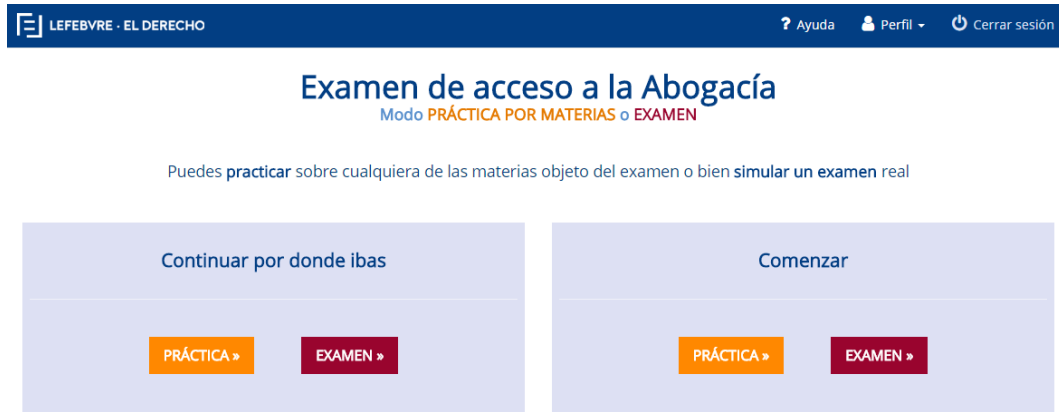 LEFEBVRE · EL DERECHO
? Ayuda Perfil Cerrar sesión
Examen de acceso a la Abogacía
Modo PRÁCTICA POR MATERIAS o EXAMEN
Puedes practicar sobre cualquiera de las materias objeto del examen o bien simular un examen real
Continuar por donde ibas
PRÁCTICA » EXAMEN »
Comenzar
PRÁCTICA » EXAMEN »